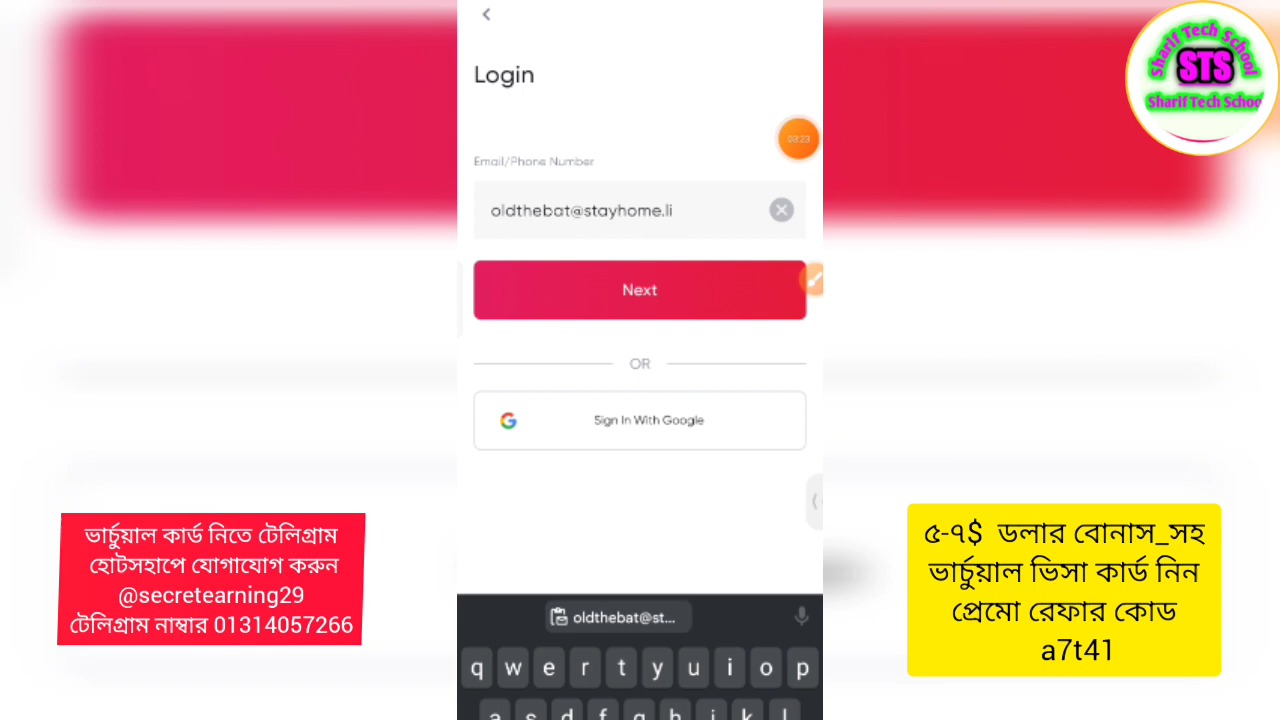 Login
Sharif Tech School
STS
Sharif Tech Schoo
03:23
Email/Phone Number
oldthebat@stayhome.li
Next
OR
Sign In With Google
ভার্চুয়াল কার্ড নিতে টেলিগ্রাম
হোটসহাপে যোগাযোগ করুন
@secretearning29
টেলিগ্রাম নাম্বার 01314057266
৫-৭$ ডলার বোনাস_সহ
ভার্চুয়াল ভিসা কার্ড নিন
প্রেমো রেফার কোড
a7t41
oldthebat@st...
q w e r t y u i o p
a s d f g h j k l